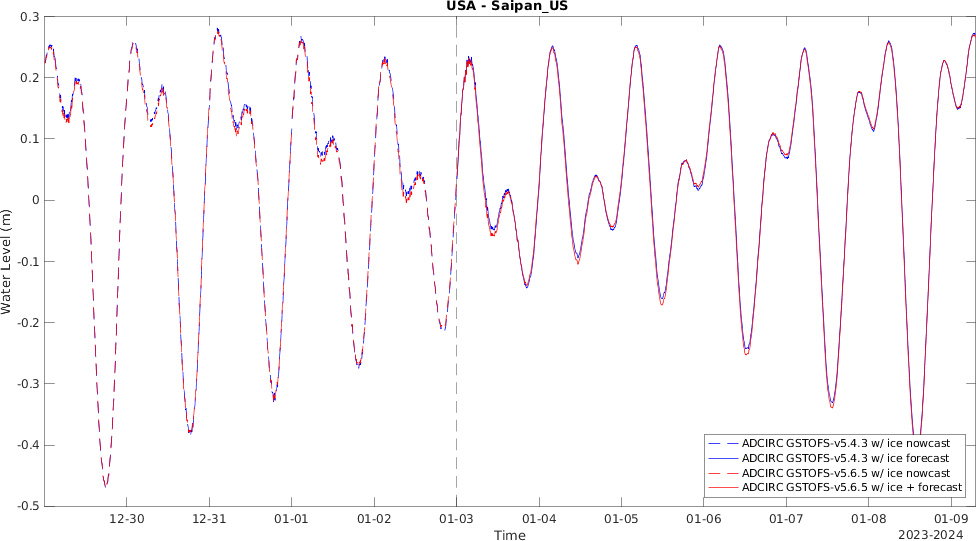 USA - Saipan_US
0.3
0.2
0.1
0
-0.1
-0.2
-0.3
-0.4
-0.5
Water Level (m)
ADCIRC GSTOFS-v5.4.3 w/ ice nowcast
ADCIRC GSTOFS-v5.4.3 w/ ice forecast
ADCIRC GSTOFS-v5.6.5 w/ ice nowcast
ADCIRC GSTOFS-v5.6.5 w/ ice + forecast
12-30 12-31 01-01 01-02 01-03 01-04 01-05 01-06 01-07 01-08 01-09
Time
2023-2024